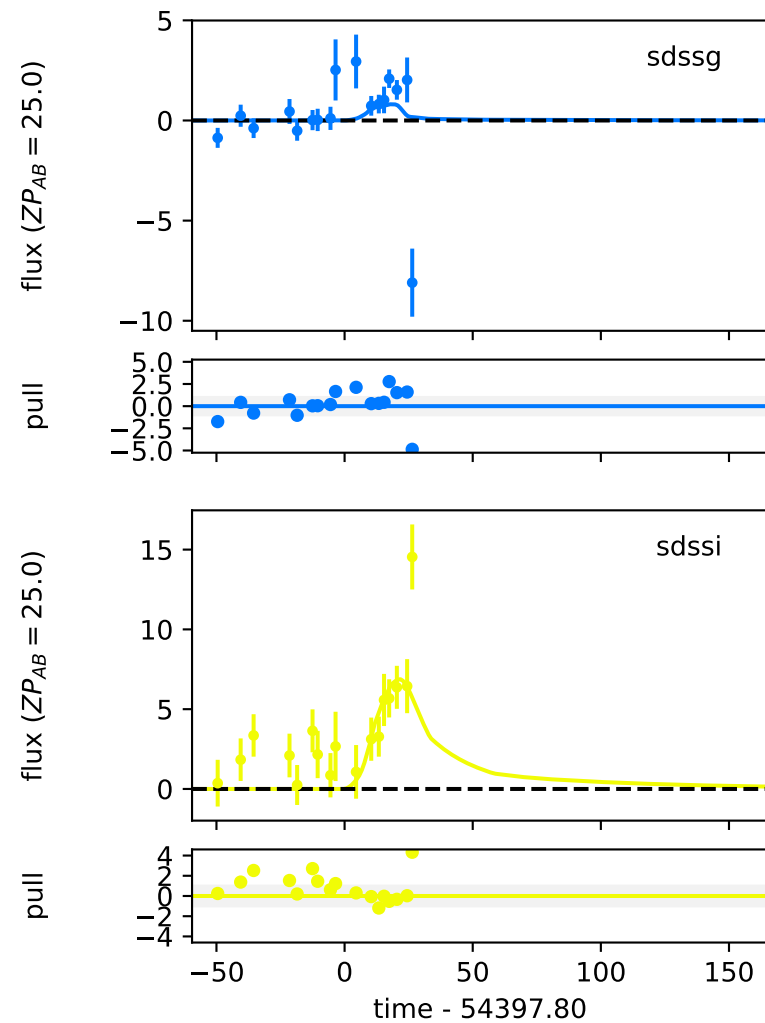 5
sdssg
0
−5
−10
flux (ZP_AB = 25.0)
5.0
2.5
0.0
−2.5
−5.0
pull
15
sdssi
10
5
0
flux (ZP_AB = 25.0)
4
2
0
−2
−4
pull
−50 0 50 100 150
time - 54397.80